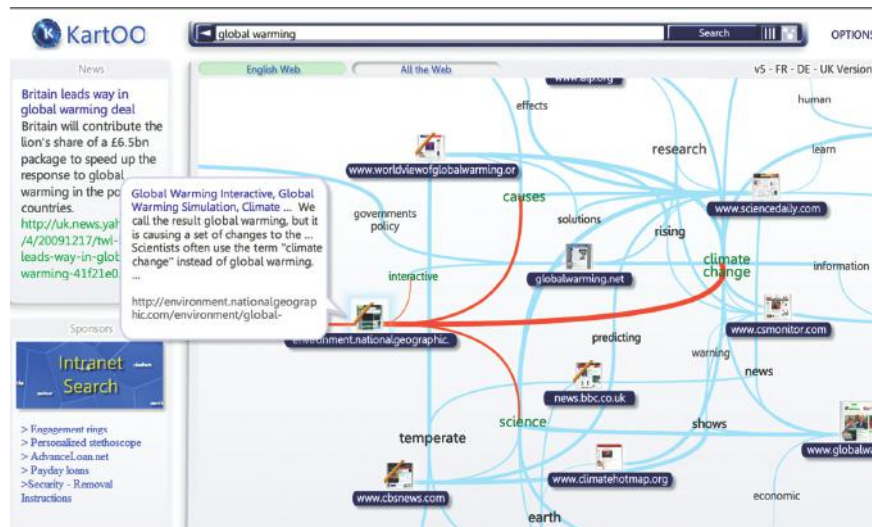 KartOO
global warming
Search
OPTIONS
News
English Web
All the Web
v5 - FR - DE - UK Version
Britain leads way in
global warming deal
Britain will contribute the
lion's share of a £6.5bn
package to speed up the
response to global
warming in the
countries.
http://uk.news.yah
/4/20091217/twl-
leads-way-in-glob
warming-41f21e0
Global Warming Interactive, Global
Warming Simulation, Climate ... We
call the result global warming, but it
is causing a set of changes to the ...
Scientists often use the term "climate
change" instead of global warming.
...
http://environment.nationalgeograp
hic.com/environment/global-
effects
human
www.worldviewofglobalwarming.or
research
learn
causes
www.sciencedaily.com
governments
policy
solutions
rising
climate
change
interactive
globalwarming.net
information
environment.nationalgeographic.
www.csmonitor.com
predicting
warning
news
news.bbc.co.uk
science
shows
temperate
www.globalwa
www.cbsnews.com
www.climatehotmap.org
economic
earth
Sponsors
Intranet
Search
> Engagement rings
> Personalized stethoscope
> AdvanceLoan.net
> Payday loans
>Security - Removal
Instructions